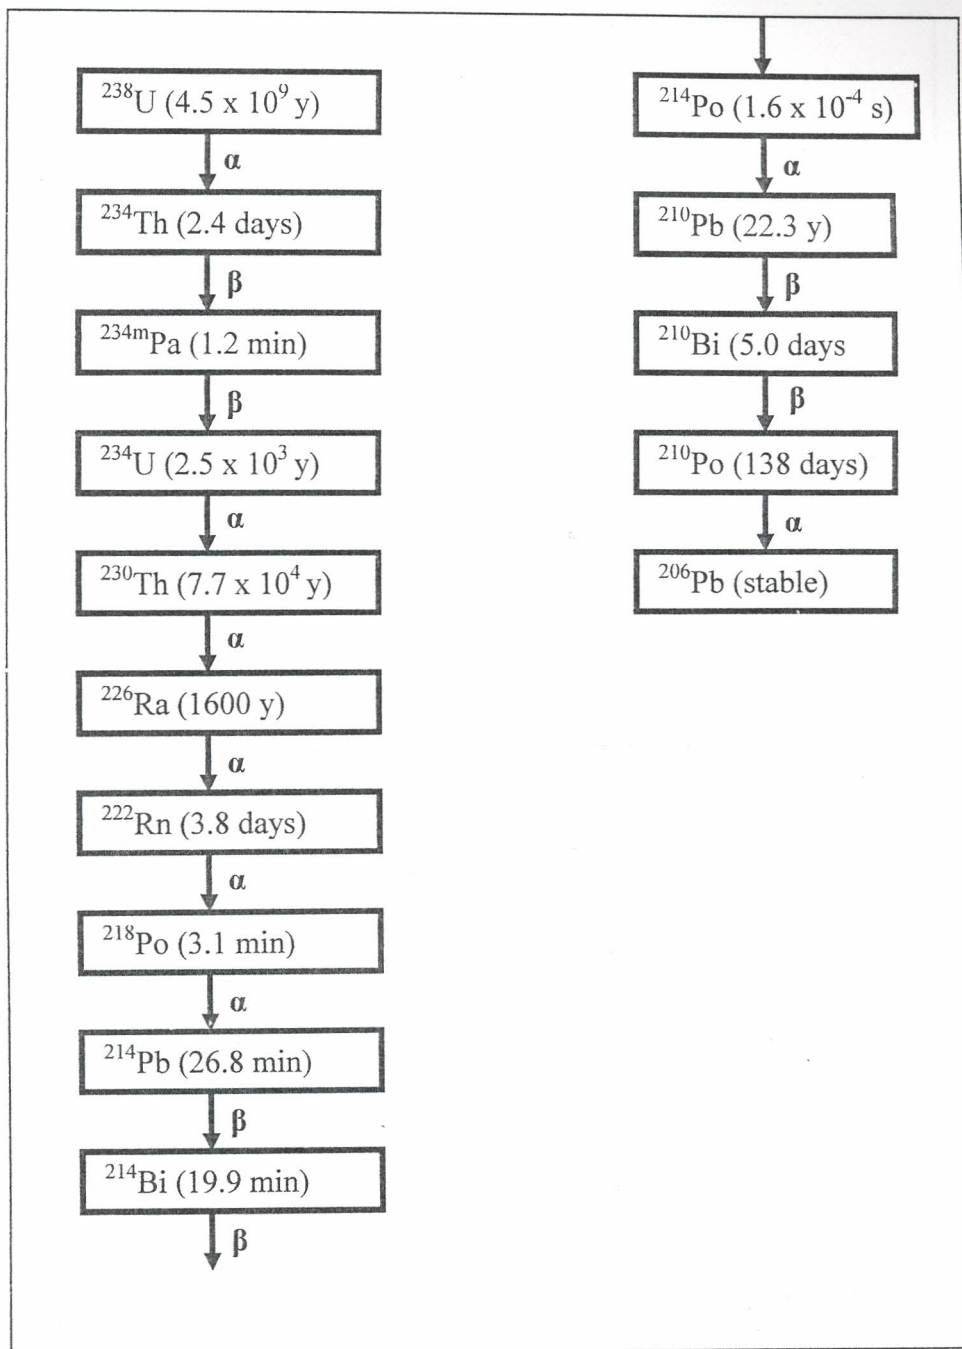 ²³⁸U (4.5 x 10⁹ y)
α
²³⁴Th (2.4 days)
β
²³⁴ᵐPa (1.2 min)
β
²³⁴U (2.5 x 10³ y)
α
²³⁰Th (7.7 x 10⁴ y)
α
²²⁶Ra (1600 y)
α
²²²Rn (3.8 days)
α
²¹⁸Po (3.1 min)
α
²¹⁴Pb (26.8 min)
β
²¹⁴Bi (19.9 min)
β
²¹⁴Po (1.6 x 10⁻⁴ s)
α
²¹⁰Pb (22.3 y)
β
²¹⁰Bi (5.0 days
β
²¹⁰Po (138 days)
α
²⁰⁶Pb (stable)